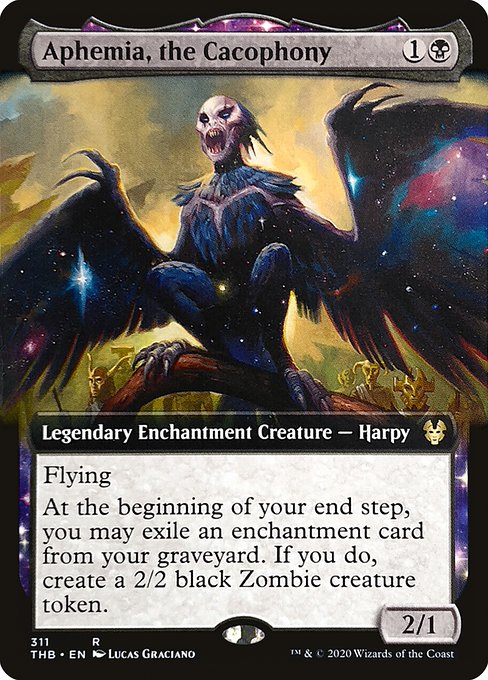 Aphemia, the Cacophony 1
Legendary Enchantment Creature — Harpy
Flying
At the beginning of your end step,
you may exile an enchantment card
from your graveyard. If you do,
create a 2/2 black Zombie creature
token.
2/1
311 R
THB • EN LUCAS GRACIANO
™ & © 2020 Wizards of the Coast